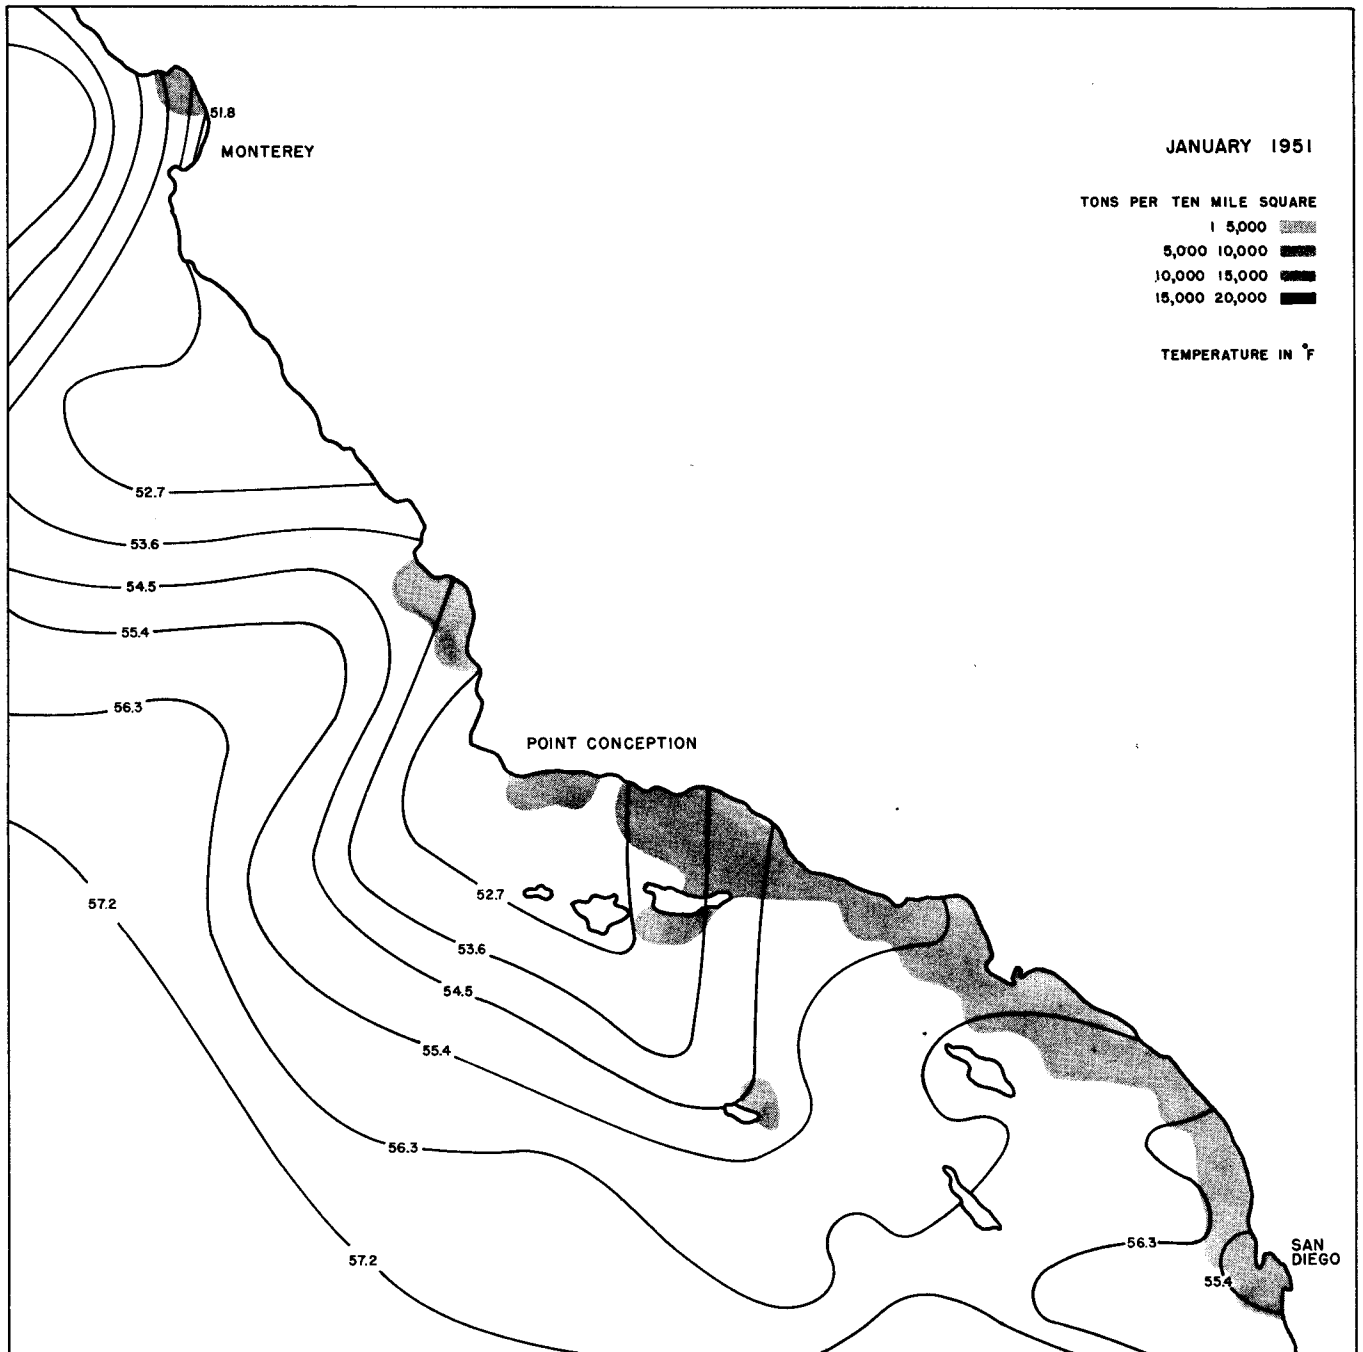 51.8
MONTEREY
JANUARY 1951
TONS PER TEN MILE SQUARE
1 5,000
5,000 10,000
10,000 15,000
15,000 20,000
TEMPERATURE IN °F
52.7
53.6
54.5
55.4
56.3
POINT CONCEPTION
57.2
52.7
53.6
54.5
55.4
56.3
57.2
56.3
SAN
DIEGO
55.4